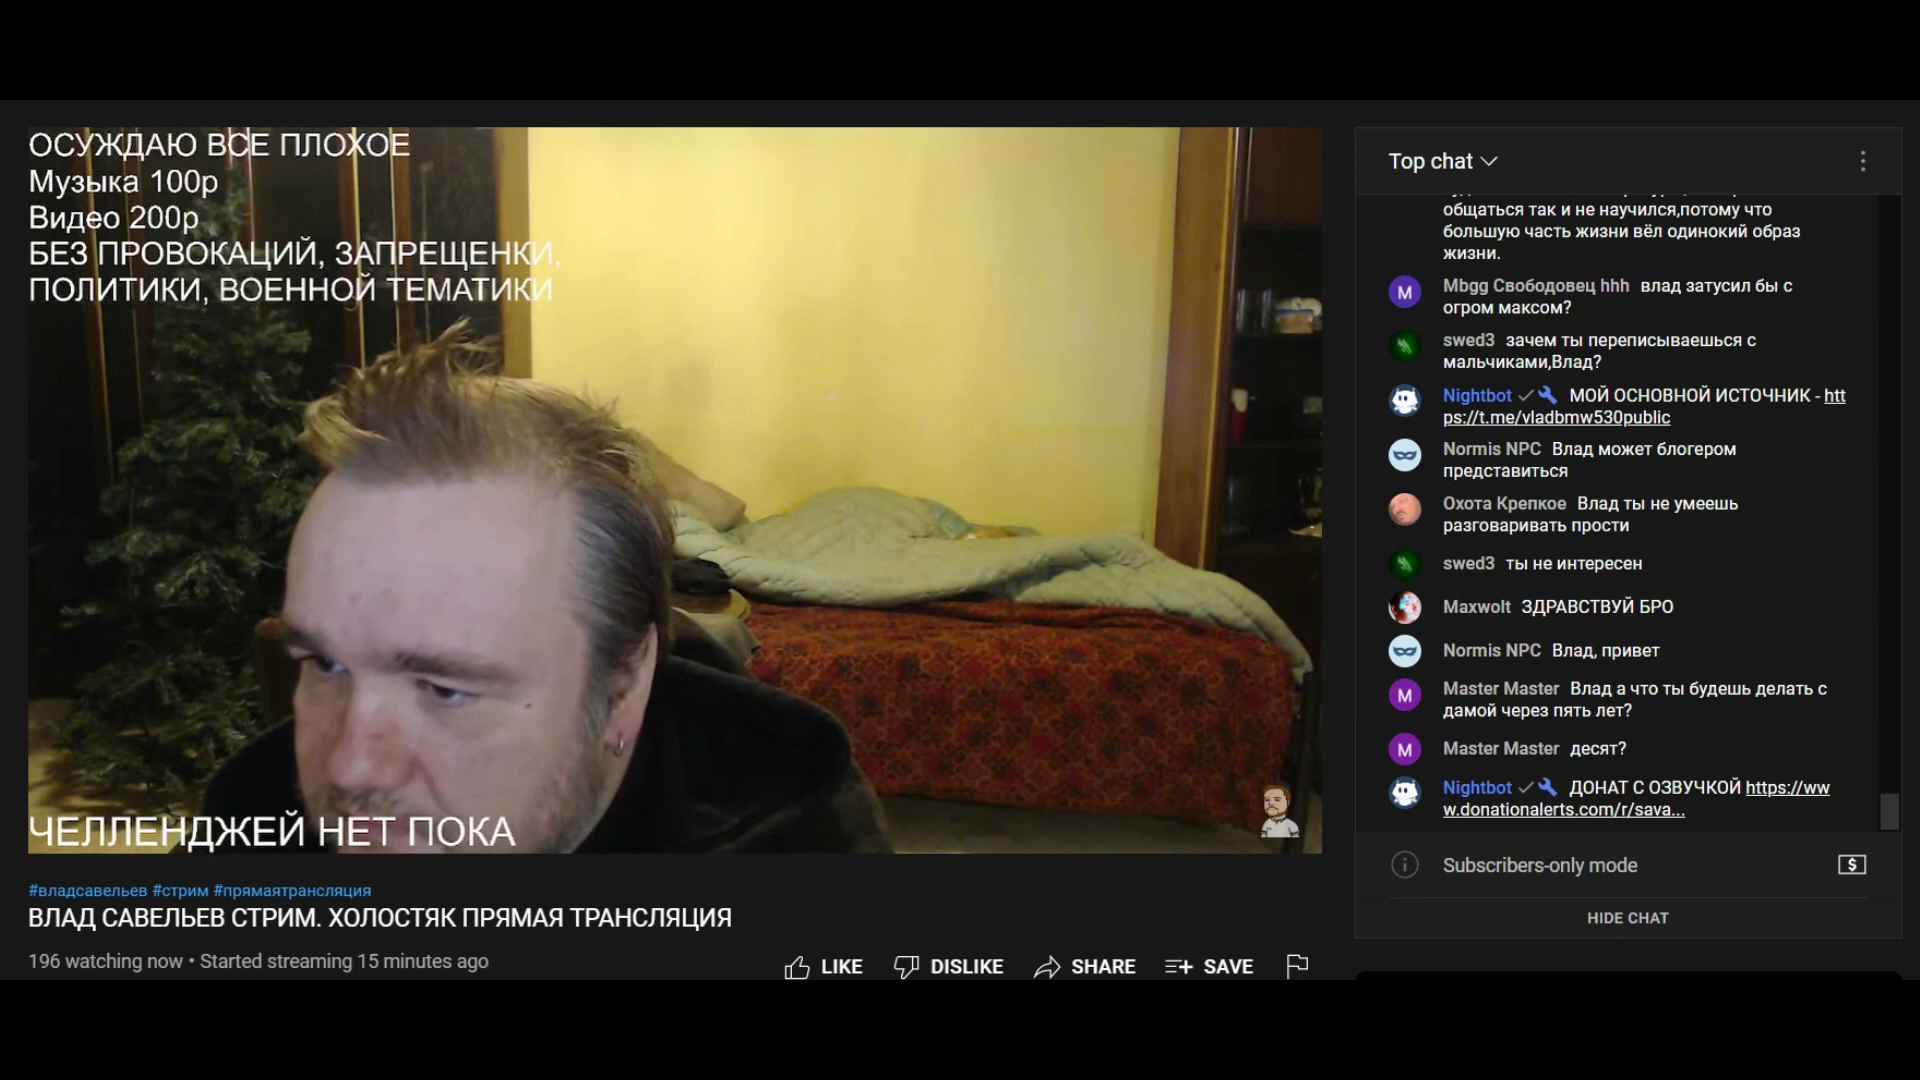 ОСУЖДАЮ ВСЕ ПЛОХОЕ
Музыка 100р
Видео 200р
БЕЗ ПРОВОКАЦИЙ, ЗАПРЕЩЕНКИ,
ПОЛИТИКИ, ВОЕННОЙ ТЕМАТИКИ
ЧЕЛЛЕНДЖЕЙ НЕТ ПОКА
#владсавельев #стрим #прямаятрансляция
ВЛАД САВЕЛЬЕВ СТРИМ. ХОЛОСТЯК ПРЯМАЯ ТРАНСЛЯЦИЯ
196 watching now • Started streaming 15 minutes ago
LIKE DISLIKE SHARE SAVE
Top chat
общаться так и не научился,потому что
большую часть жизни вёл одинокий образ
жизни.
M Mbgg Свободовец hhh влад затусил бы с
огром максом?
swed3 зачем ты переписываешься с
мальчиками,Влад?
Nightbot МОЙ ОСНОВНОЙ ИСТОЧНИК - htt
ps://t.me/vladbmw530public
Normis NPC Влад может блогером
представиться
Охота Крепкое Влад ты не умеешь
разговаривать прости
swed3 ты не интересен
Maxwolt ЗДРАВСТВУЙ БРО
Normis NPC Влад, привет
M Master Master Влад а что ты будешь делать с
дамой через пять лет?
M Master Master десят?
Nightbot ДОНАТ С ОЗВУЧКОЙ https://ww
w.donationalerts.com/r/sava...
Subscribers-only mode
HIDE CHAT